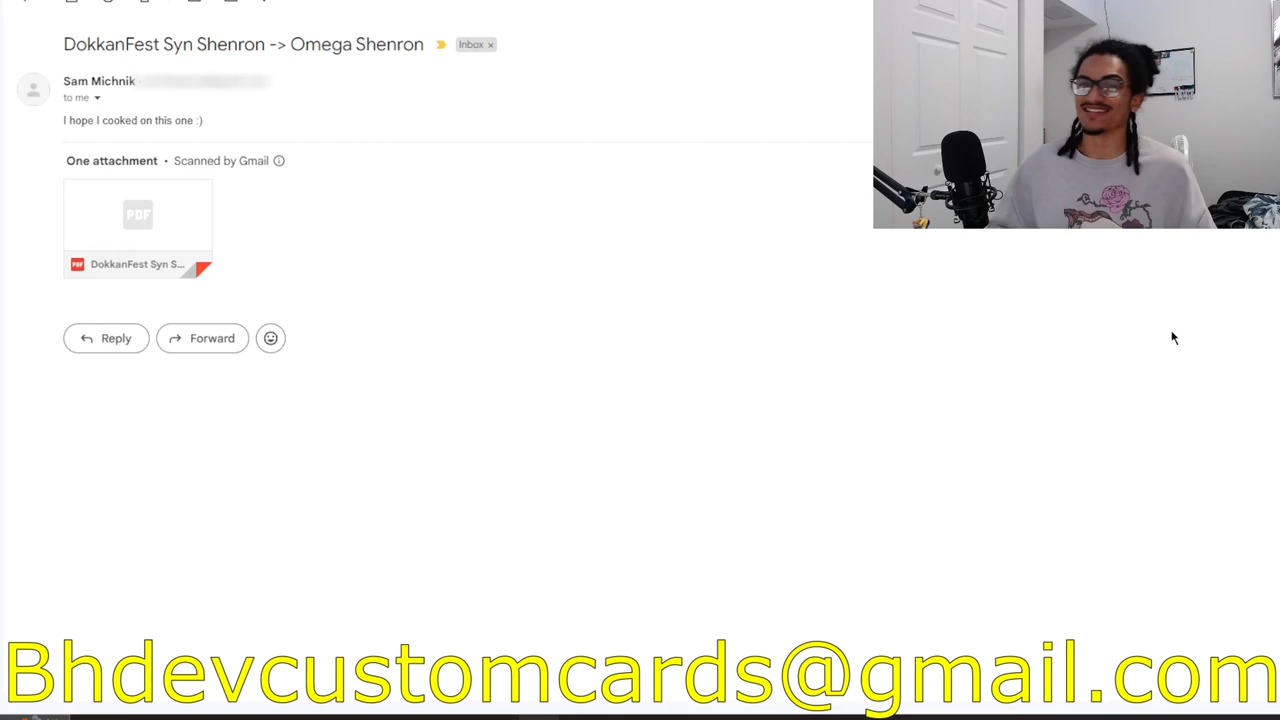 DokkanFest Syn Shenron -> Omega Shenron Inbox ×
Sam Michnik
to me
I hope I cooked on this one :)
One attachment • Scanned by Gmail
PDF
PDF DokkanFest Syn S...
Reply Forward
Bhdevcustomcards@gmail.com